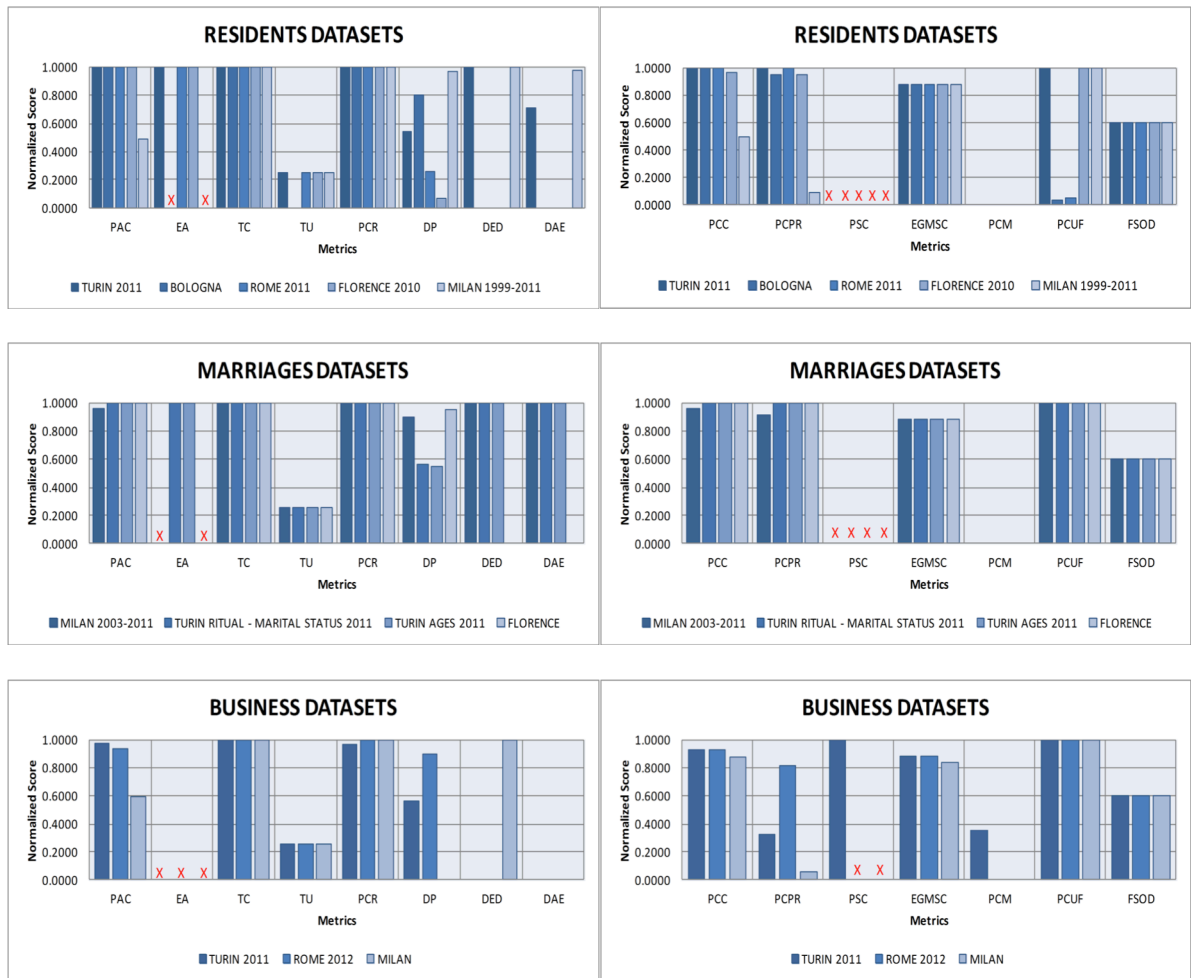 RESIDENTS DATASETS
Normalized Score
1.0000
0.8000
0.6000
0.4000
0.2000
0.0000
X X
PAC EA TC TU PCR DP DED DAE
Metrics
TURIN 2011 BOLOGNA ROME 2011 FLORENCE 2010 MILAN 1999-2011
RESIDENTS DATASETS
Normalized Score
1.0000
0.8000
0.6000
0.4000
0.2000
0.0000
X X X X X
PCC PCPR PSC EGMSC PCM PCUF FSOD
Metrics
TURIN 2011 BOLOGNA ROME 2011 FLORENCE 2010 MILAN 1999-2011
MARRIAGES DATASETS
Normalized Score
1.0000
0.8000
0.6000
0.4000
0.2000
0.0000
X X
PAC EA TC TU PCR DP DED DAE
Metrics
MILAN 2003-2011 TURIN RITUAL - MARITAL STATUS 2011 TURIN AGES 2011 FLORENCE
MARRIAGES DATASETS
Normalized Score
1.0000
0.8000
0.6000
0.4000
0.2000
0.0000
X X X X
PCC PCPR PSC EGMSC PCM PCUF FSOD
Metrics
MILAN 2003-2011 TURIN RITUAL - MARITAL STATUS 2011 TURIN AGES 2011 FLORENCE
BUSINESS DATASETS
Normalized Score
1.0000
0.8000
0.6000
0.4000
0.2000
0.0000
X X X
PAC EA TC TU PCR DP DED DAE
Metrics
TURIN 2011 ROME 2012 MILAN
BUSINESS DATASETS
Normalized Score
1.0000
0.8000
0.6000
0.4000
0.2000
0.0000
X X
PCC PCPR PSC EGMSC PCM PCUF FSOD
Metrics
TURIN 2011 ROME 2012 MILAN